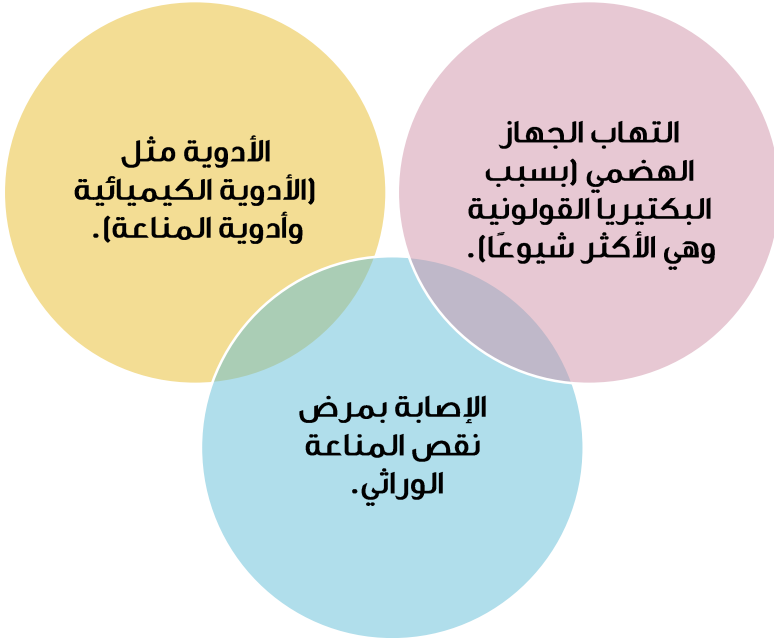 التهاب الجهاز
الهضمي (بسبب
البكتيريا القولونية
وهي الأكثر شيوعًا).
الأدوية مثل
(الأدوية الكيميائية
وأدوية المناعة).
الإصابة بمرض
نقص المناعة
الوراثي.